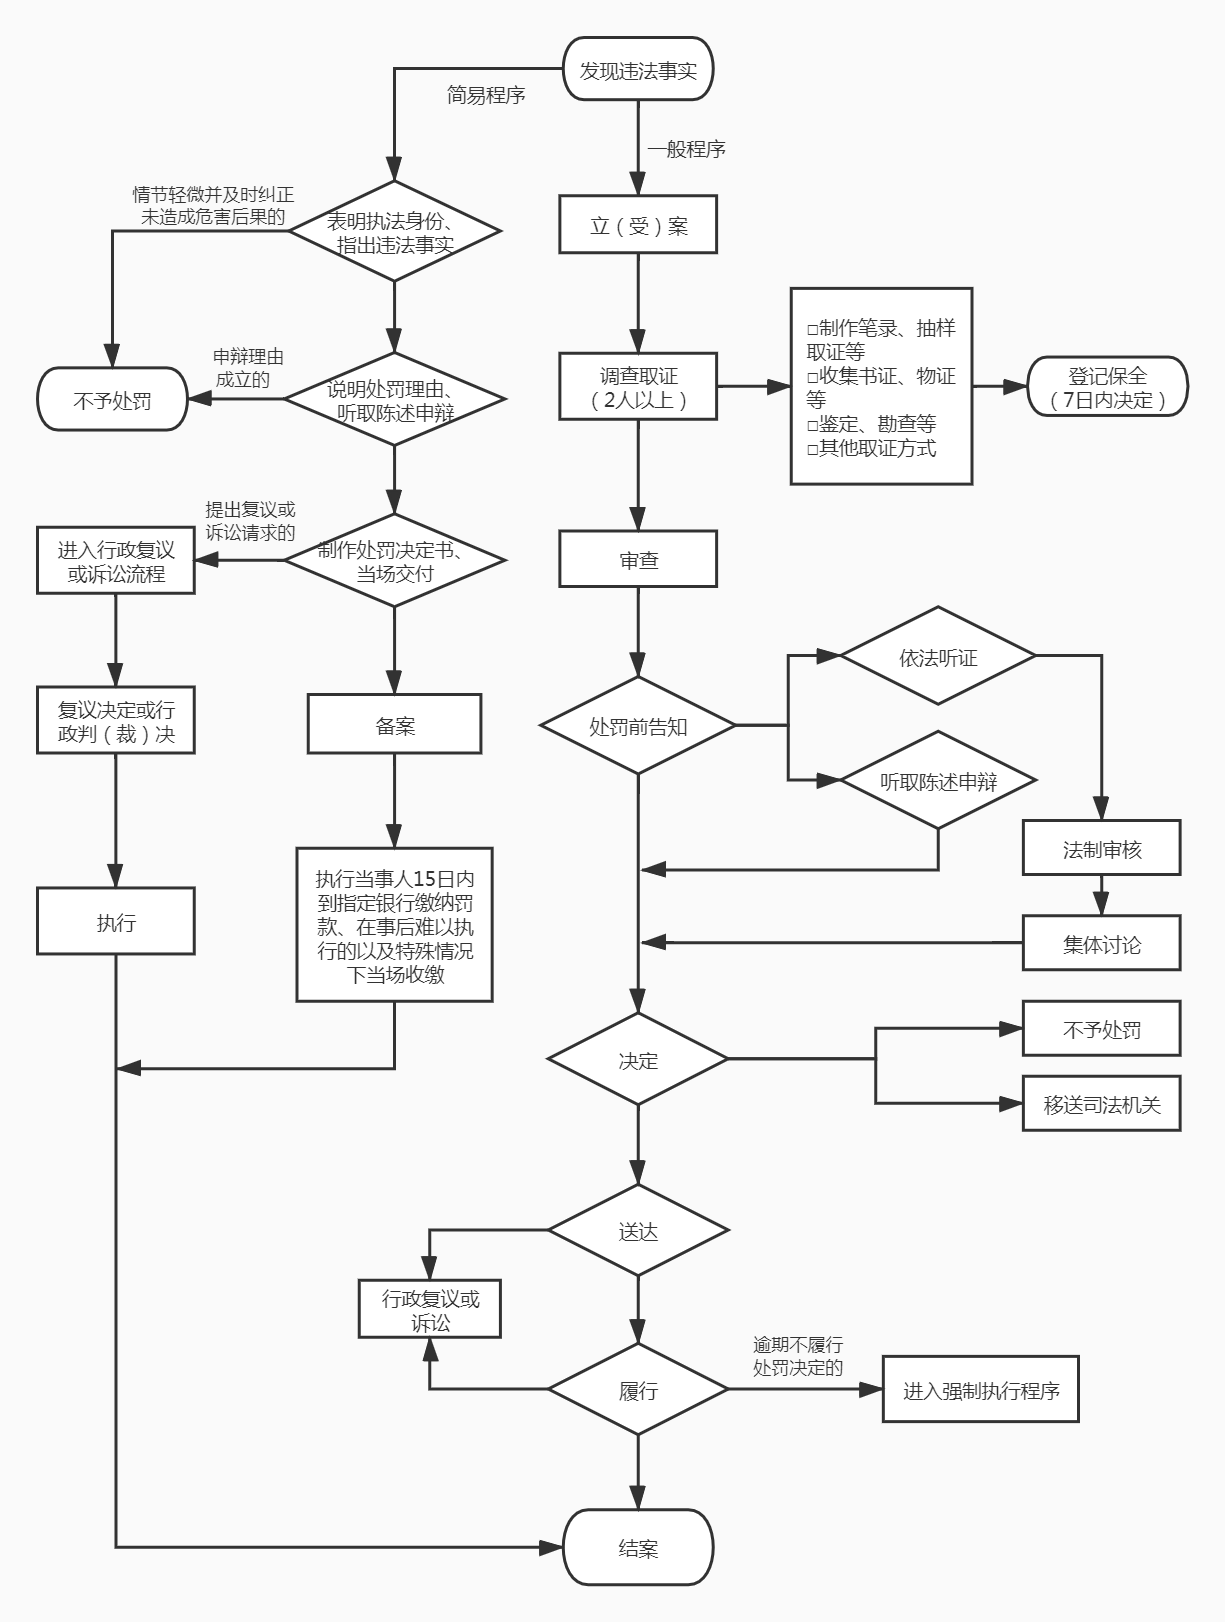 发现违法事实
简易程序
一般程序
情节轻微并及时纠正
未造成危害后果的
表明执法身份、
指出违法事实
立（受）案
申辩理由
成立的
不予处罚
说明处罚理由、
听取陈述申辩
调查取证
（2人以上）
□制作笔录、抽样
取证等
□收集书证、物证
等
□鉴定、勘查等
□其他取证方式
登记保全
（7日内决定）
提出复议或
诉讼请求的
进入行政复议
或诉讼流程
制作处罚决定书、
当场交付
审查
依法听证
复议决定或行
政判（裁）决
备案
处罚前告知
听取陈述申辩
法制审核
执行
执行当事人15日内
到指定银行缴纳罚
款、在事后难以执
行的以及特殊情况
下当场收缴
集体讨论
决定
不予处罚
移送司法机关
送达
行政复议或
诉讼
逾期不履行
处罚决定的
履行
进入强制执行程序
结案